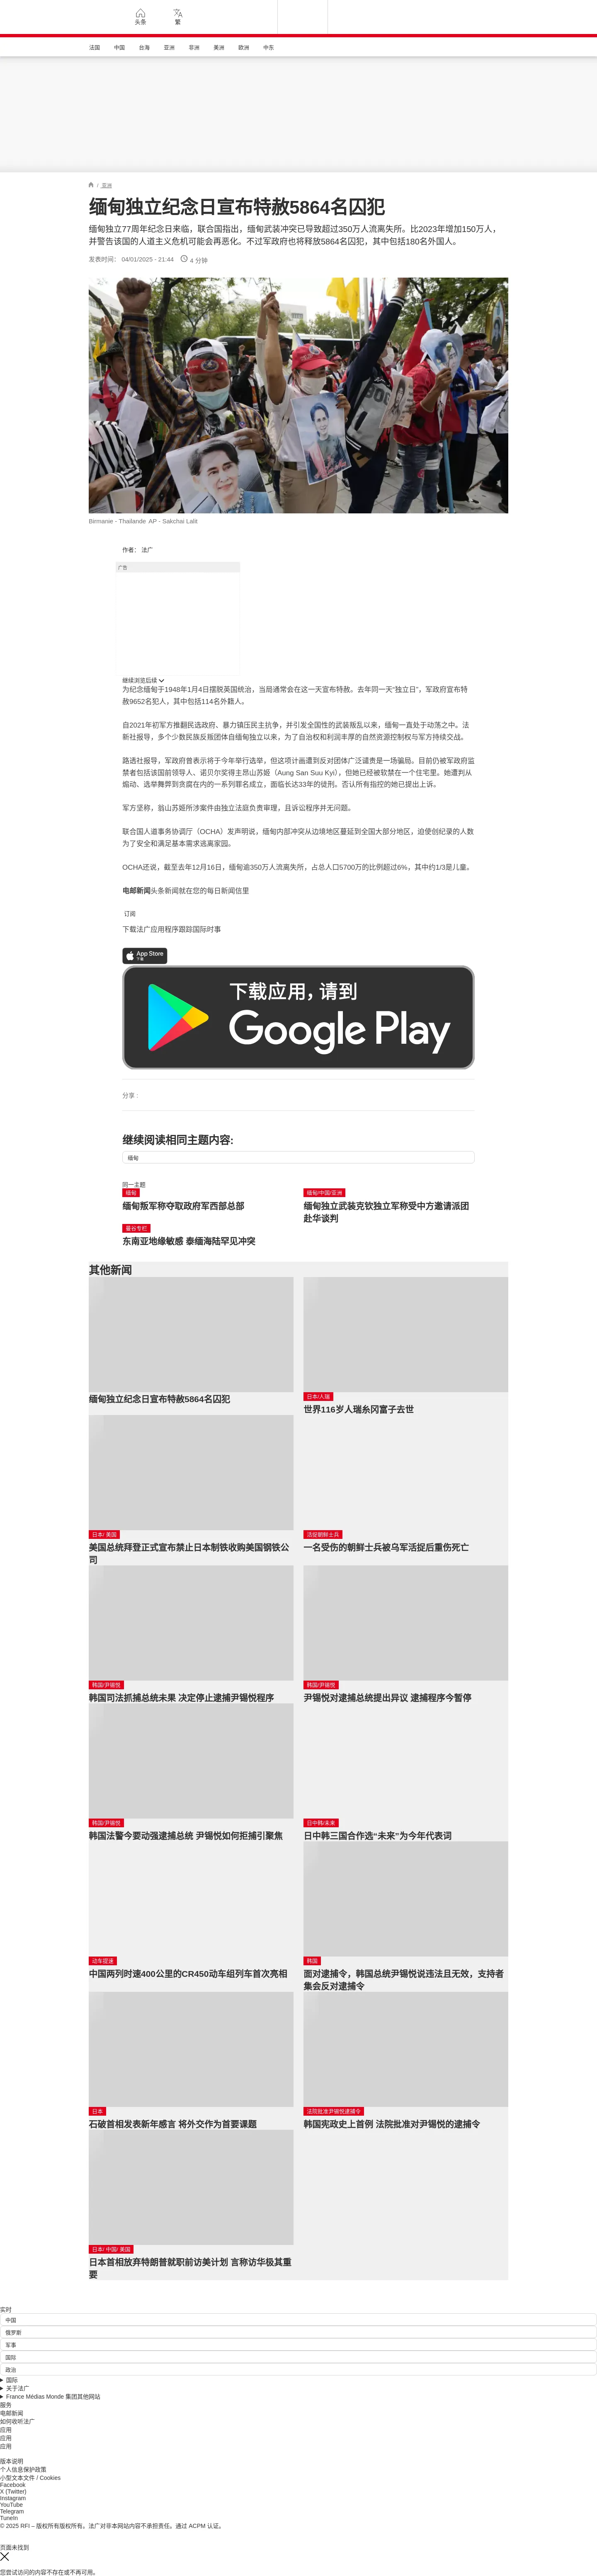 头条
繁
法国 中国 台海 亚洲 非洲 美洲 欧洲 中东
/ 亚洲
缅甸独立纪念日宣布特赦5864名囚犯
缅甸独立77周年纪念日来临，联合国指出，缅甸武装冲突已导致超过350万人流离失所。比2023年增加150万人，
并警告该国的人道主义危机可能会再恶化。不过军政府也将释放5864名囚犯，其中包括180名外国人。
发表时间： 04/01/2025 - 21:44 4 分钟
Birmanie - Thailande AP - Sakchai Lalit
作者： 法广
广告
继续浏览后续
为纪念缅甸于1948年1月4日摆脱英国统治，当局通常会在这一天宣布特赦。去年同一天“独立日”，军政府宣布特
赦9652名犯人，其中包括114名外籍人。
自2021年初军方推翻民选政府、暴力镇压民主抗争，并引发全国性的武装叛乱以来，缅甸一直处于动荡之中。法
新社报导，多个少数民族反叛团体自缅甸独立以来，为了自治权和利润丰厚的自然资源控制权与军方持续交战。
路透社报导，军政府曾表示将于今年举行选举，但这项计画遭到反对团体广泛谴责是一场骗局。目前仍被军政府监
禁者包括该国前领导人、诺贝尔奖得主昂山苏姬（Aung San Suu Kyi），但她已经被软禁在一个住宅里。她遭判从
煽动、选举舞弊到贪腐在内的一系列罪名成立，面临长达33年的徒刑。否认所有指控的她已提出上诉。
军方坚称，翁山苏姬所涉案件由独立法庭负责审理，且诉讼程序并无问题。
联合国人道事务协调厅（OCHA）发声明说，缅甸内部冲突从边境地区蔓延到全国大部分地区，迫使创纪录的人数
为了安全和满足基本需求逃离家园。
OCHA还说，截至去年12月16日，缅甸逾350万人流离失所，占总人口5700万的比例超过6%，其中约1/3是儿童。
电邮新闻头条新闻就在您的每日新闻信里
订阅
下载法广应用程序跟踪国际时事
App Store
下载
下载应用，请到
Google Play
分享 :
继续阅读相同主题内容:
缅甸
同一主题
缅甸
缅甸叛军称夺取政府军西部总部
缅甸/中国/亚洲
缅甸独立武装克钦独立军称受中方邀请派团
赴华谈判
曼谷专栏
东南亚地缘敏感 泰缅海陆罕见冲突
其他新闻
缅甸独立纪念日宣布特赦5864名囚犯
日本/人瑞
世界116岁人瑞糸冈富子去世
日本/ 美国
美国总统拜登正式宣布禁止日本制铁收购美国钢铁公
司
活捉朝鲜士兵
一名受伤的朝鲜士兵被乌军活捉后重伤死亡
韩国/尹锡悦
韩国司法抓捕总统未果 决定停止逮捕尹锡悦程序
韩国/尹锡悦
尹锡悦对逮捕总统提出异议 逮捕程序今暂停
韩国/尹锡悦
韩国法警今要动强逮捕总统 尹锡悦如何拒捕引聚焦
日中韩/未来
日中韩三国合作选“未来”为今年代表词
动车提速
中国两列时速400公里的CR450动车组列车首次亮相
韩国
面对逮捕令，韩国总统尹锡悦说违法且无效，支持者
集会反对逮捕令
日本
石破首相发表新年感言 将外交作为首要课题
法院批准尹锡悦逮捕令
韩国宪政史上首例 法院批准对尹锡悦的逮捕令
日本/ 中国/ 美国
日本首相放弃特朗普就职前访美计划 言称访华极其重
要
实时
中国
俄罗斯
军事
国际
政治
国际
关于法广
France Médias Monde 集团其他网站
服务
电邮新闻
如何收听法广
应用
应用
应用
版本说明
个人信息保护政策
小型文本文件 / Cookies
Facebook
X (Twitter)
Instagram
YouTube
Telegram
TuneIn
© 2025 RFI – 版权所有版权所有。法广对非本网站内容不承担责任。通过 ACPM 认证。
页面未找到
您尝试访问的内容不存在或不再可用。